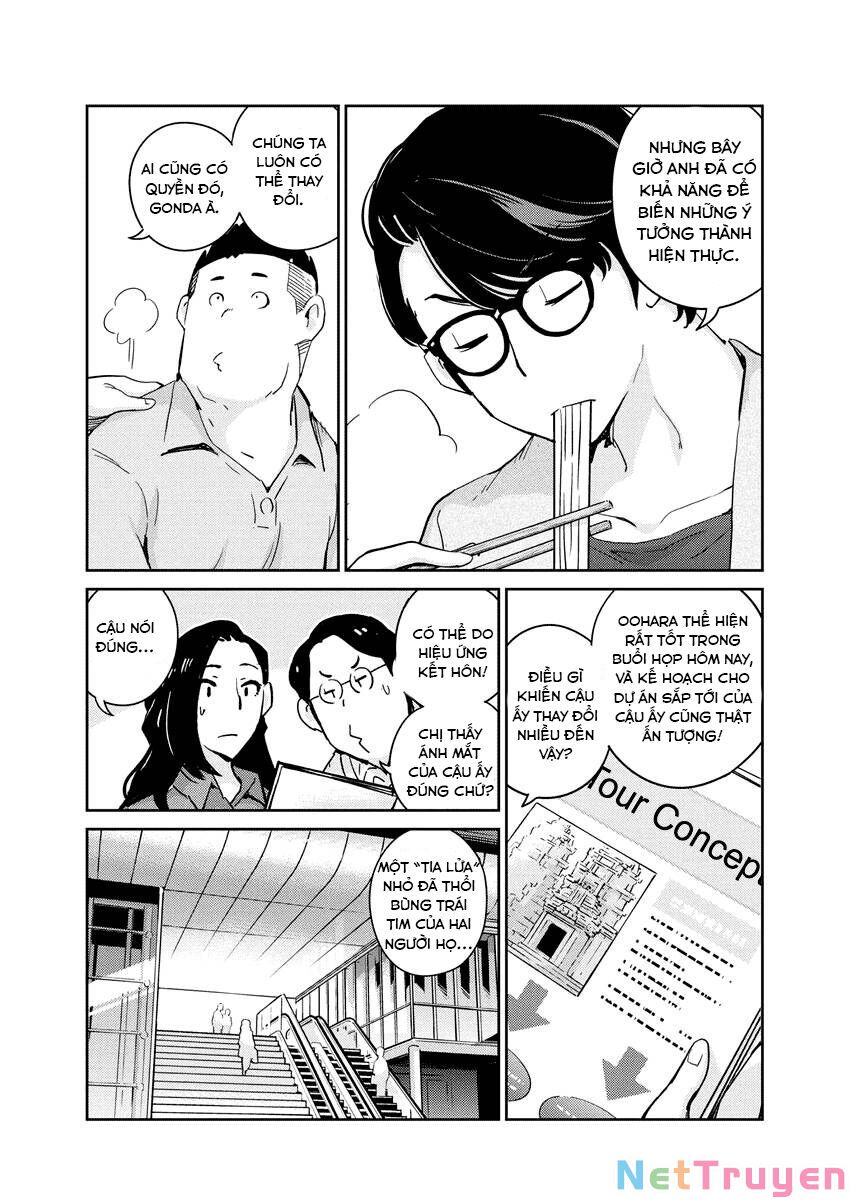 NHƯNG BÂY
GIỜ ANH ĐÃ CÓ
KHẢ NĂNG ĐỂ
BIẾN NHỮNG Ý
TƯỞNG THÀNH
HIỆN THỰC.
CHÚNG TA
LUÔN CÓ
THỂ THAY
ĐỔI.
AI CŨNG CÓ
QUYỀN ĐÓ,
GONDA À.
OOHARA THỂ HIỆN
RẤT TỐT TRONG
BUỔI HỌP HÔM NAY,
VÀ KẾ HOẠCH CHO
DỰ ÁN SẮP TỚI CỦA
CẬU ẤY CŨNG THẬT
ẤN TƯỢNG!
ĐIỀU GÌ
KHIẾN CẬU
ẤY THAY ĐỔI
NHIỀU ĐẾN
VẬY?
Tour Concept
CÓ THỂ DO
HIỆU ỨNG
KẾT HÔN!
CHỊ THẤY
ÁNH MẮT
CỦA CẬU ẤY
ĐÚNG CHỨ?
CẬU NÓI
ĐÚNG...
MỘT "TIA LỬA"
NHỎ ĐÃ THỔI
BÙNG TRÁI
TIM CỦA HAI
NGƯỜI HỌ...
NetTruyen